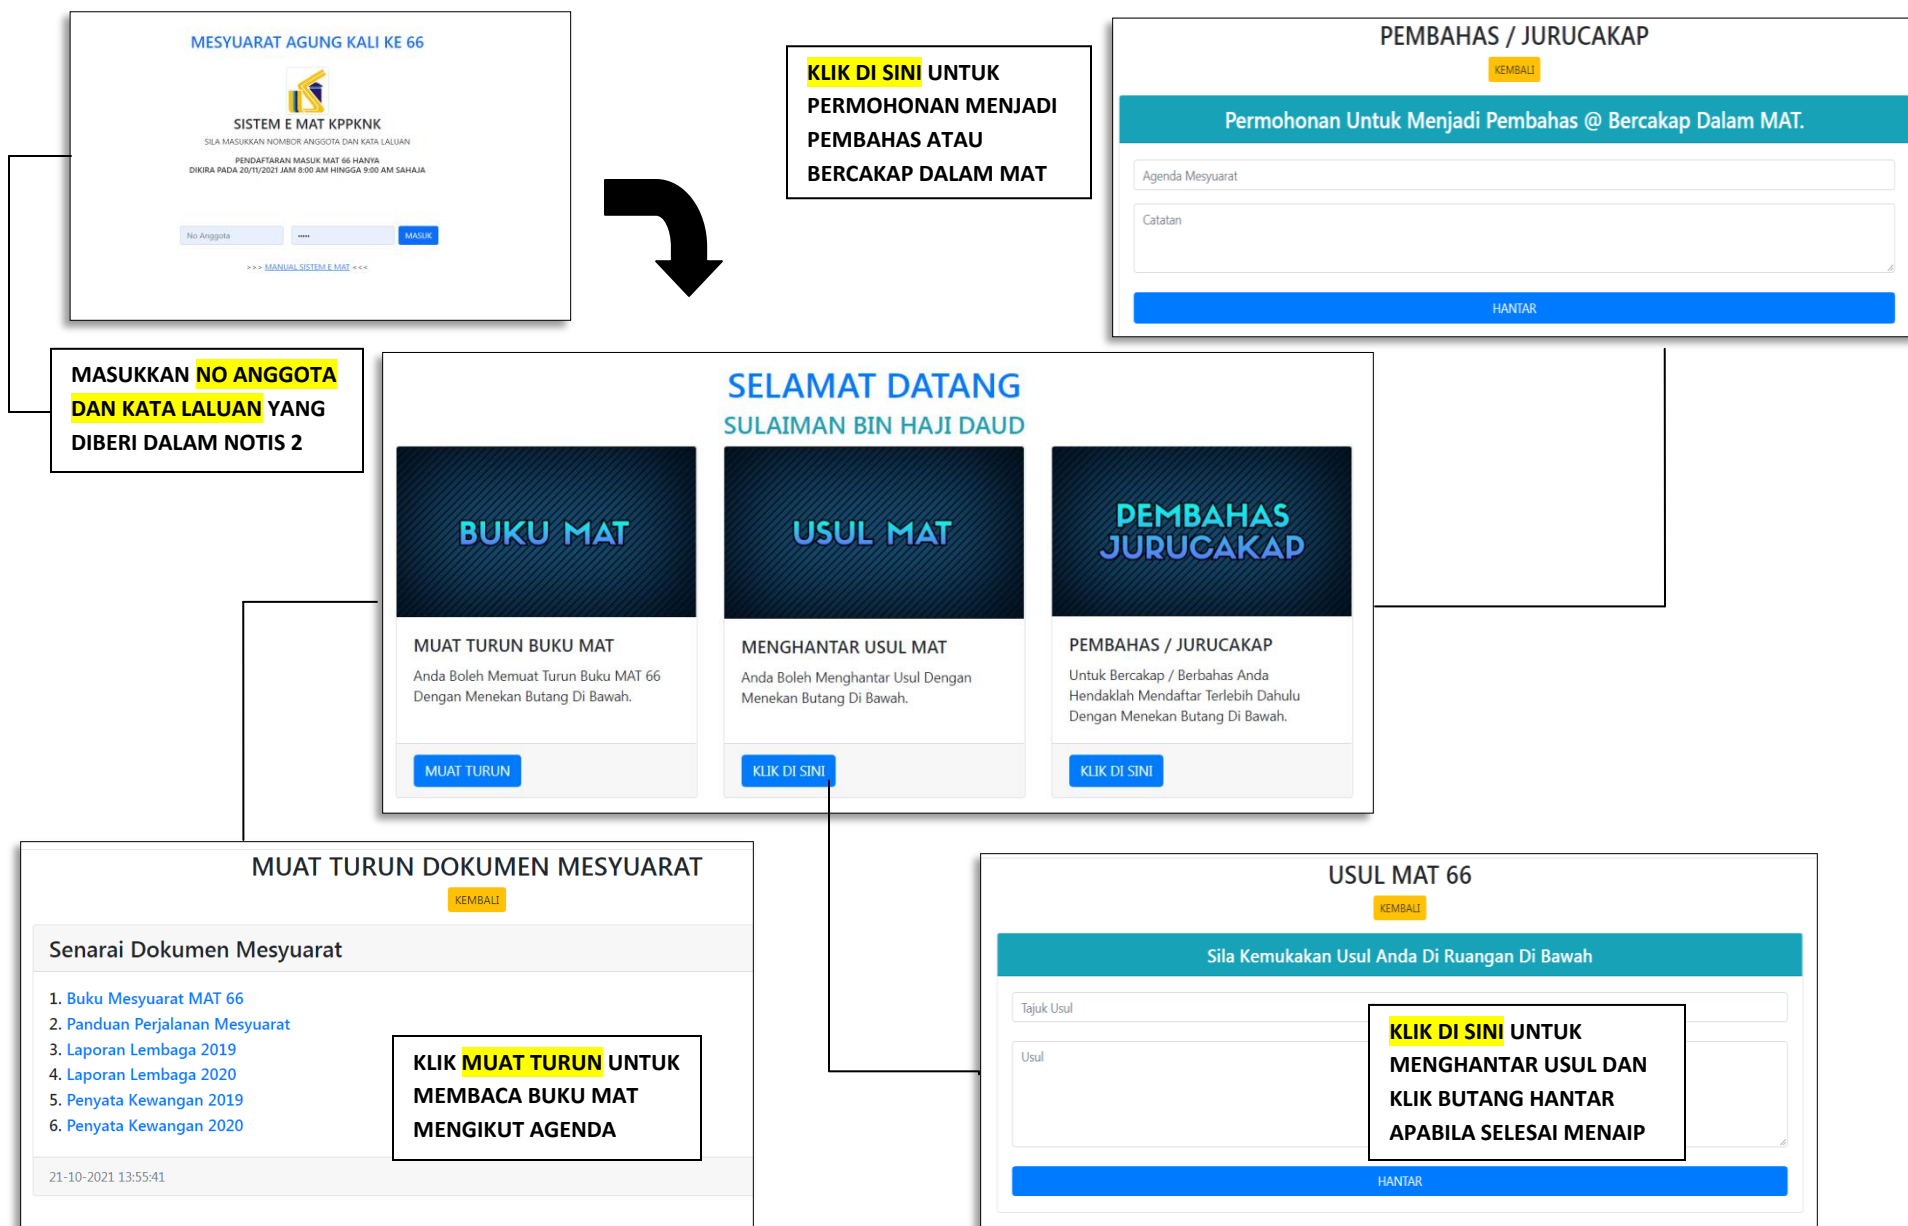 MESYUARAT AGUNG KALI KE 66
SISTEM E MAT KPPKNK
SILA MASUKKAN NOMBOR ANGGOTA DAN KATA LALUAN
PENDAFTARAN MASUK MAT 66 HANYA
DIKIRA PADA 20/11/2021 JAM 8:00 AM HINGGA 9:00 AM SAHAJA
No Anggota
•••••
MASUK
>>> MANUAL SISTEM E MAT <<<
KLIK DI SINI UNTUK
PERMOHONAN MENJADI
PEMBAHAS ATAU
BERCAKAP DALAM MAT
PEMBAHAS / JURUCAKAP
KEMBALI
Permohonan Untuk Menjadi Pembahas @ Bercakap Dalam MAT.
Agenda Mesyuarat
Catatan
HANTAR
MASUKKAN NO ANGGOTA
DAN KATA LALUAN YANG
DIBERI DALAM NOTIS 2
SELAMAT DATANG
SULAIMAN BIN HAJI DAUD
BUKU MAT
MUAT TURUN BUKU MAT
Anda Boleh Memuat Turun Buku MAT 66
Dengan Menekan Butang Di Bawah.
MUAT TURUN
USUL MAT
MENGHANTAR USUL MAT
Anda Boleh Menghantar Usul Dengan
Menekan Butang Di Bawah.
KLIK DI SINI
PEMBAHAS
JURUCAKAP
PEMBAHAS / JURUCAKAP
Untuk Bercakap / Berbahas Anda
Hendaklah Mendaftar Terlebih Dahulu
Dengan Menekan Butang Di Bawah.
KLIK DI SINI
MUAT TURUN DOKUMEN MESYUARAT
KEMBALI
Senarai Dokumen Mesyuarat
1. Buku Mesyuarat MAT 66
2. Panduan Perjalanan Mesyuarat
3. Laporan Lembaga 2019
4. Laporan Lembaga 2020
5. Penyata Kewangan 2019
6. Penyata Kewangan 2020
21-10-2021 13:55:41
KLIK MUAT TURUN UNTUK
MEMBACA BUKU MAT
MENGIKUT AGENDA
USUL MAT 66
KEMBALI
Sila Kemukakan Usul Anda Di Ruangan Di Bawah
Tajuk Usul
Usul
KLIK DI SINI UNTUK
MENGHANTAR USUL DAN
KLIK BUTANG HANTAR
APABILA SELESAI MENAIP
HANTAR